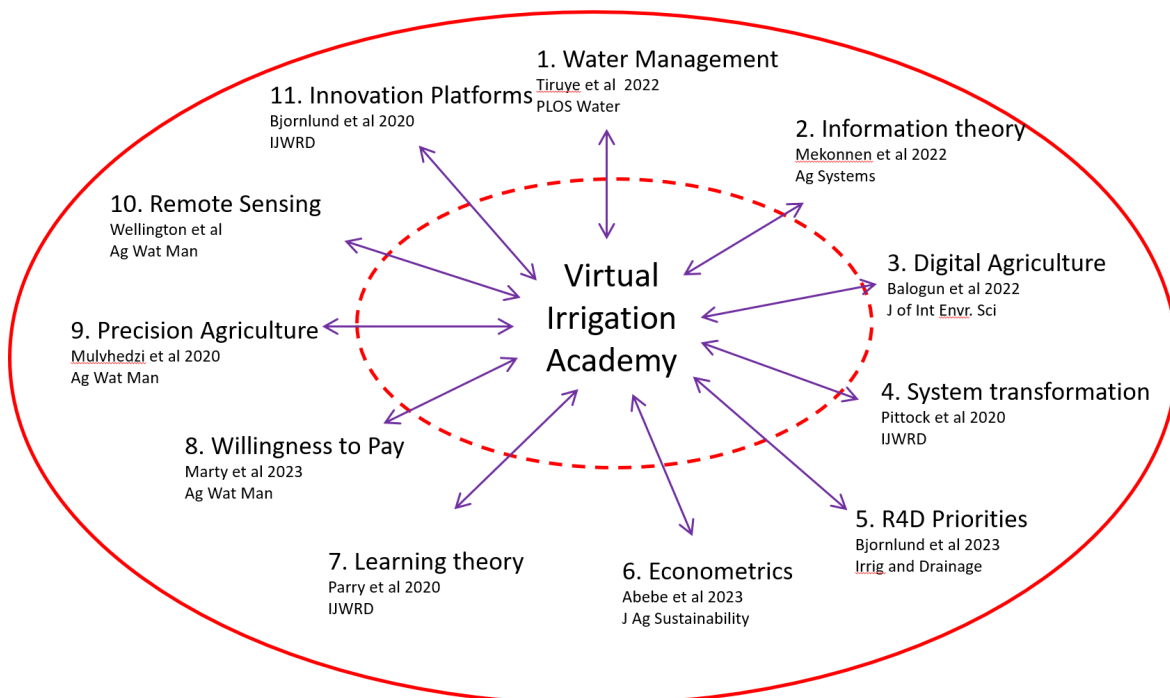 1. Water Management
Tiruye et al  2022
PLOS Water
2. Information theory
Mekonnen et al 2022
Ag Systems
3. Digital Agriculture
Balogun et al 2022
J of Int Envr. Sci
4. System transformation
Pittock et al 2020
IJWRD
5. R4D Priorities
Bjornlund et al 2023
Irrig and Drainage
6. Econometrics
Abebe et al 2023
J Ag Sustainability
7. Learning theory
Parry et al 2020
IJWRD
8. Willingness to Pay
Marty et al 2023
Ag Wat Man
9. Precision Agriculture
Mulvhedzi et al 2020
Ag Wat Man
10. Remote Sensing
Wellington et al
Ag Wat Man
11. Innovation Platforms
Bjornlund et al 2020
IJWRD
Virtual
Irrigation
Academy